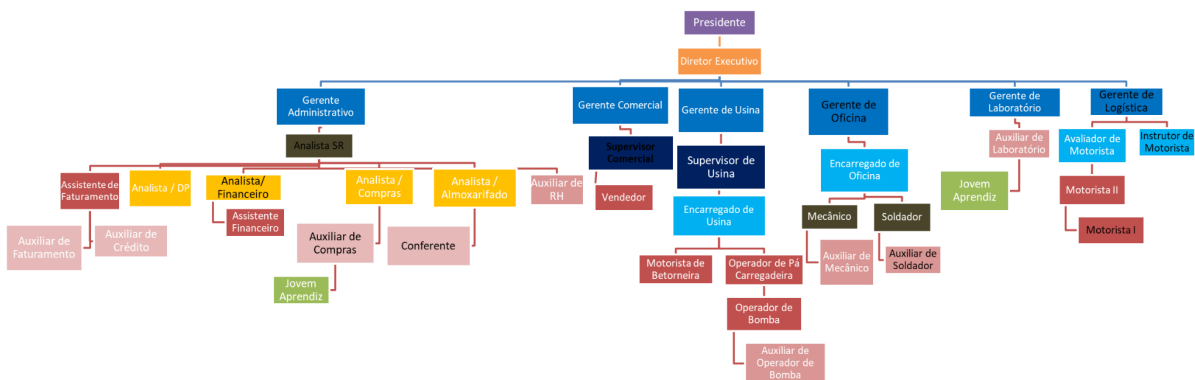 Presidente
Diretor Executivo
Gerente
Administrativo
Gerente Comercial
Gerente de Usina
Gerente de
Oficina
Gerente de
Laboratório
Gerente de
Logística
Analista SR
Supervisor
Comercial
Supervisor de
Usina
Encarregado de
Oficina
Auxiliar de
Laboratório
Avaliador de
Motorista
Instrutor de
Motorista
Assistente de
Faturamento
Analista / DP
Analista/
Financeiro
Analista /
Compras
Analista /
Almoxarifado
Auxiliar de
RH
Vendedor
Encarregado de
Usina
Mecânico
Soldador
Jovem
Aprendiz
Motorista II
Motorista I
Auxiliar de
Faturamento
Auxiliar de
Crédito
Assistente
Financeiro
Auxiliar de
Compras
Conferente
Motorista de
Betorneira
Operador de Pá
Carregadeira
Auxiliar de
Mecânico
Auxiliar de
Soldador
Jovem
Aprendiz
Operador de
Bomba
Auxiliar de
Operador de
Bomba